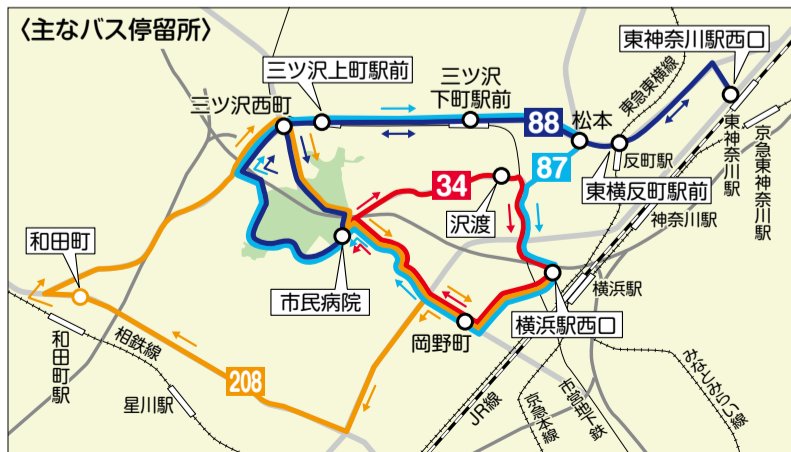 〈主なバス停留所〉
東神奈川駅西口
三ツ沢上町駅前
三ツ沢
下町駅前
三ツ沢西町
東急東横線
88
松本
反町駅
東神奈川駅
京急東神奈川駅
87
34
東横反町駅前
沢渡
神奈川駅
和田町
市民病院
横浜駅
横浜駅西口
岡野町
和田町駅
相鉄線
208
星川駅
JR線
京急本線
市営地下鉄
みなとみらい線